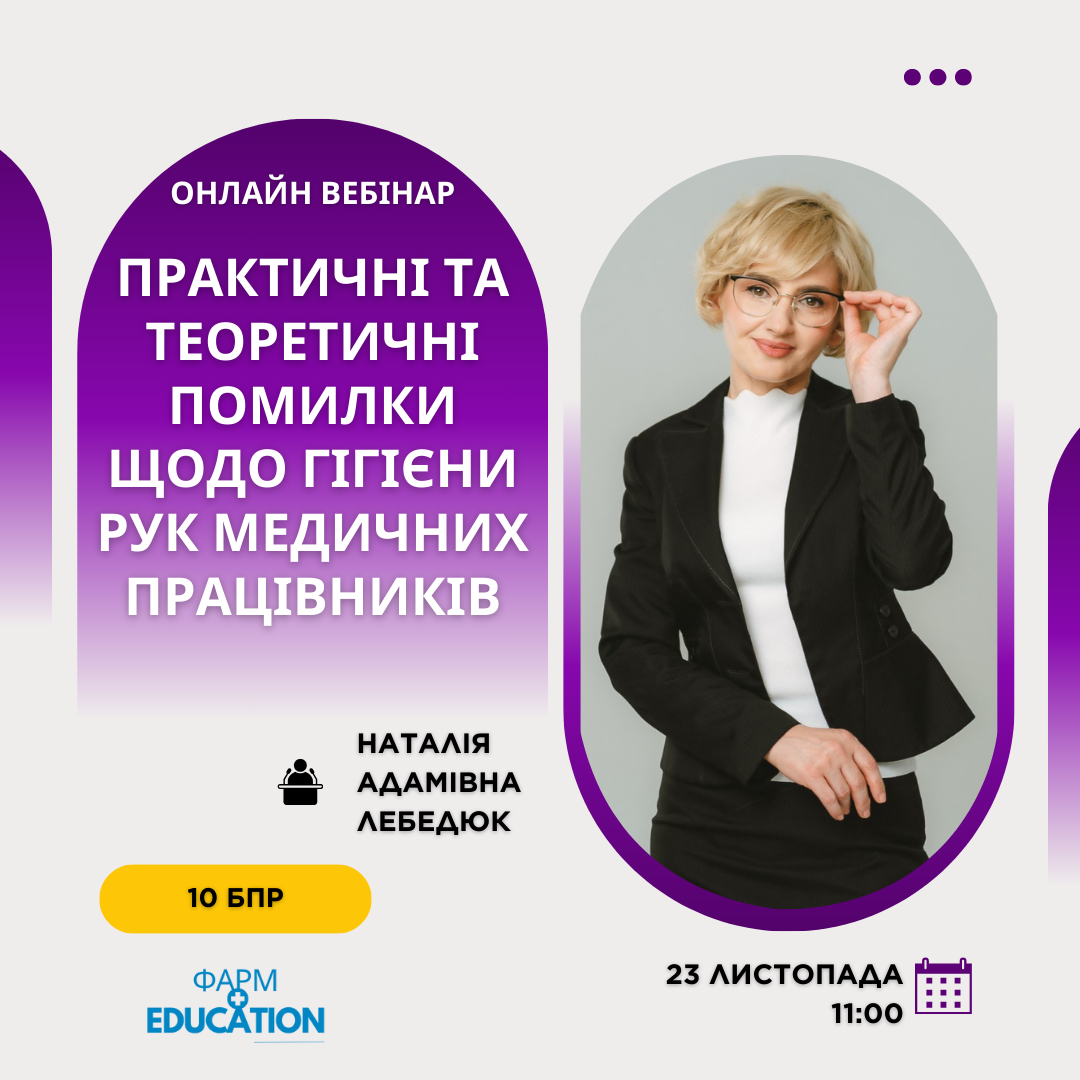 ОНЛАЙН ВЕБІНАР
ПРАКТИЧНІ ТА
ТЕОРЕТИЧНІ
ПОМИЛКИ
ЩОДО ГІГІЄНИ
РУК МЕДИЧНИХ
ПРАЦІВНИКІВ
НАТАЛІЯ
АДАМІВНА
ЛЕБЕДЮК
10 БПР
ФАРМ
EDUCATION
23 ЛИСТОПАДА
11:00